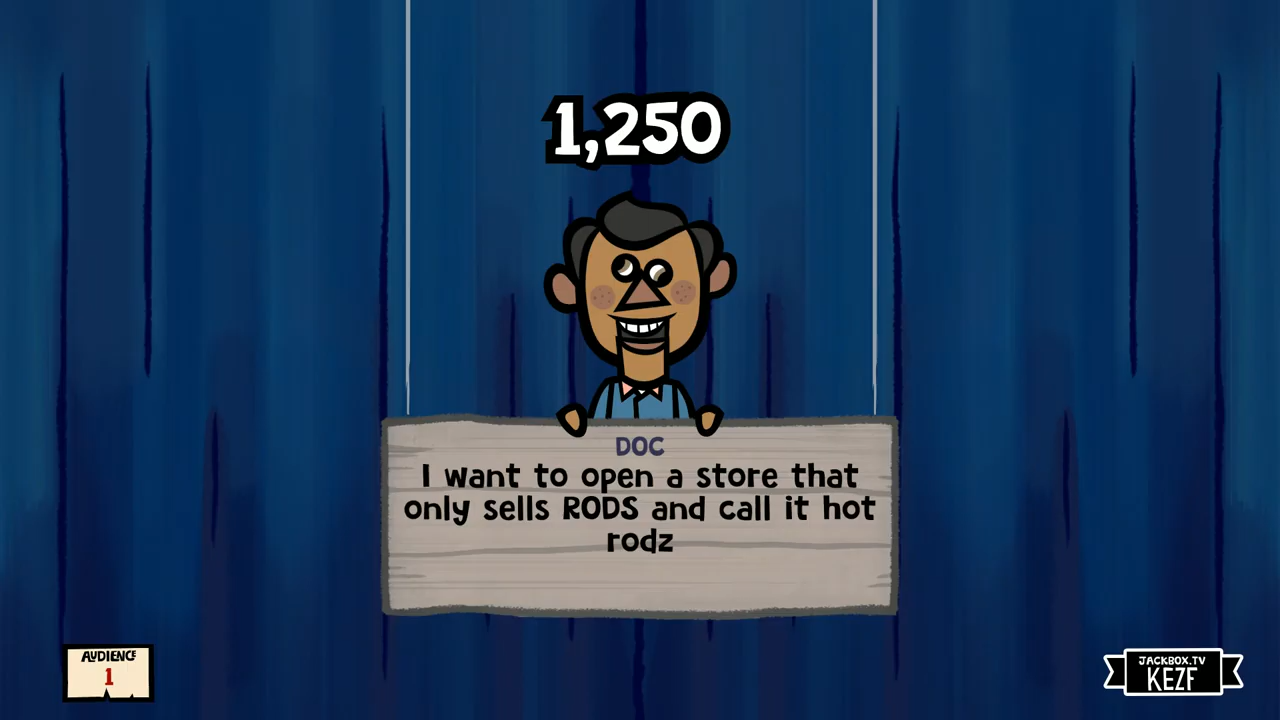 1,250
DOC
I want to open a store that
only sells RODS and call it hot
rodz
AUDIENCE
1
JACKBOX.TV
KEZF